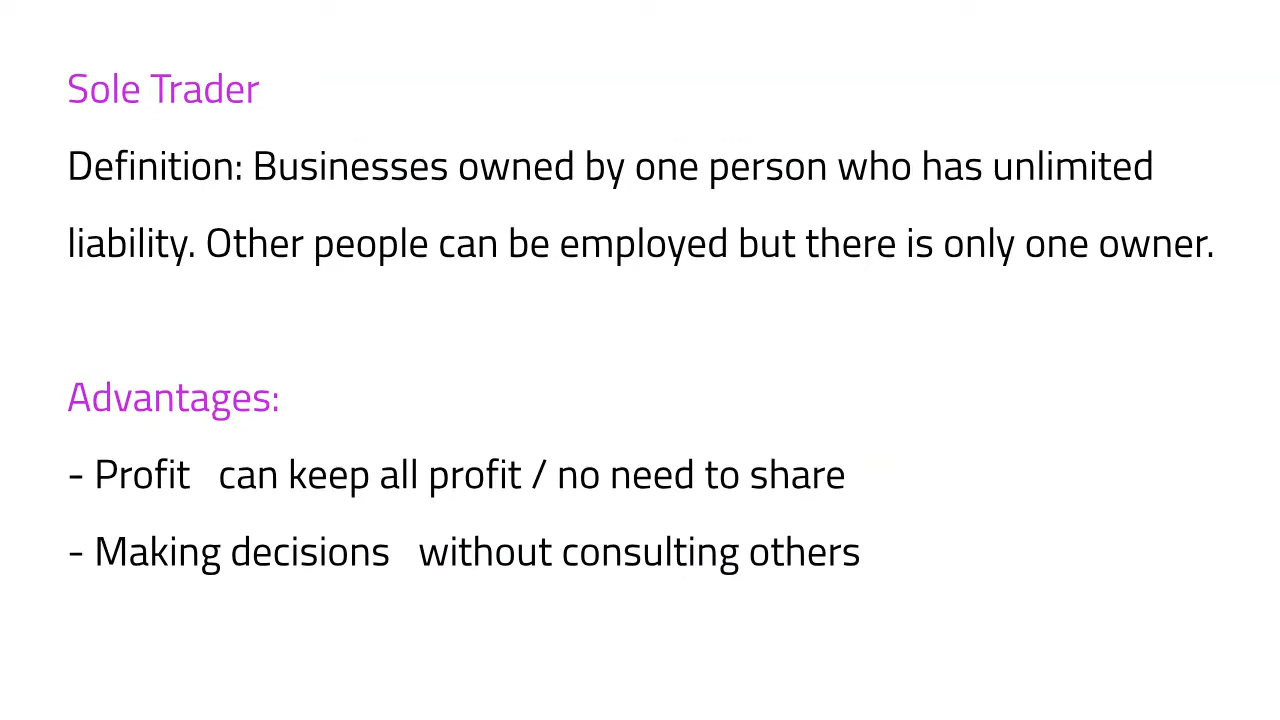 Sole Trader
Definition: Businesses owned by one person who has unlimited
liability. Other people can be employed but there is only one owner.
Advantages:
- Profit can keep all profit / no need to share
- Making decisions without consulting others